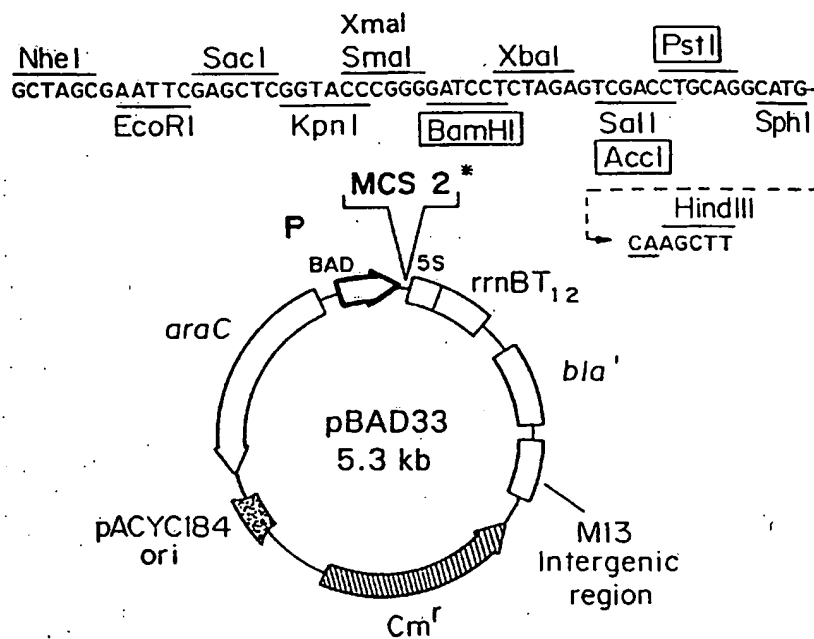 XmaI
NheI SacI SmaI XbaI PstI
GCTAGCGAATTCGAGCTCGGTACCCGGGGATCCTCTAGAGTCGACCTGCAGGCATG-
EcoRI KpnI BamHI SalI SphI
AccI
MCS 2*
HindIII
CAAGCTT
P
BAD
5S
rrnBT12
araC
bla'
pBAD33
5.3 kb
pACYC184
ori
M13
Intergenic
region
Cmr